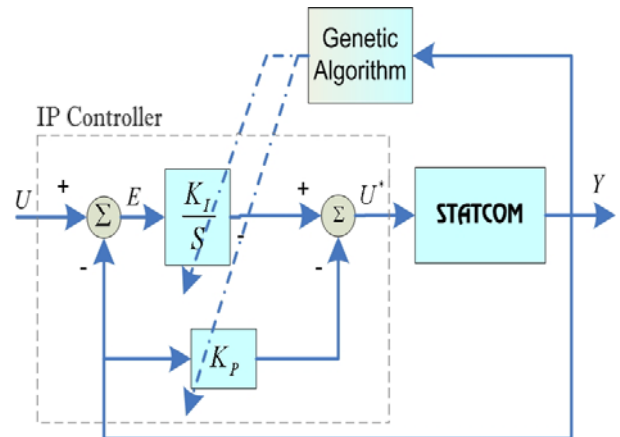 Genetic
Algorithm
IP Controller
U
+
Σ
-
E
K_I
S
-
+
Σ
-
U*
STATCOM
Y
K_P